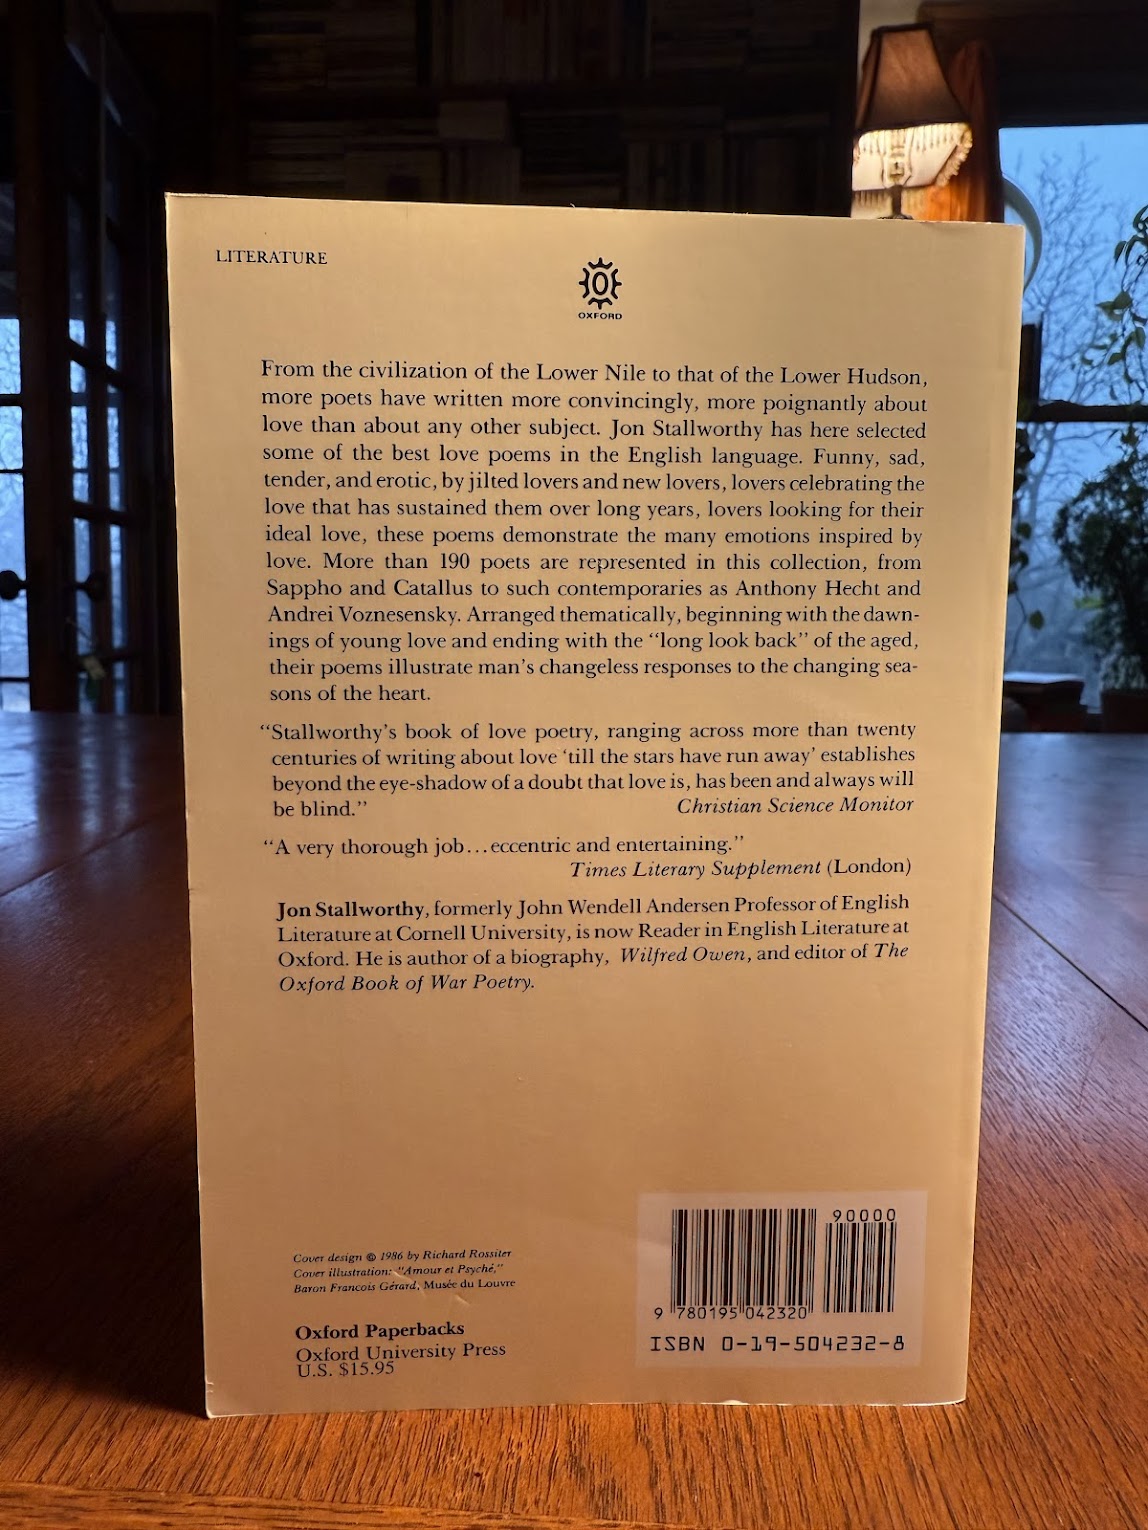 LITERATURE
OXFORD
From the civilization of the Lower Nile to that of the Lower Hudson,
more poets have written more convincingly, more poignantly about
love than about any other subject. Jon Stallworthy has here selected
some of the best love poems in the English language. Funny, sad,
tender, and erotic, by jilted lovers and new lovers, lovers celebrating the
love that has sustained them over long years, lovers looking for their
ideal love, these poems demonstrate the many emotions inspired by
love. More than 190 poets are represented in this collection, from
Sappho and Catallus to such contemporaries as Anthony Hecht and
Andrei Voznesensky. Arranged thematically, beginning with the dawn-
ings of young love and ending with the “long look back” of the aged,
their poems illustrate man’s changeless responses to the changing sea-
sons of the heart.
“Stallworthy’s book of love poetry, ranging across more than twenty
centuries of writing about love ‘till the stars have run away’ establishes
beyond the eye-shadow of a doubt that love is, has been and always will
be blind.” Christian Science Monitor
“A very thorough job...eccentric and entertaining.”
Times Literary Supplement (London)
Jon Stallworthy, formerly John Wendell Andersen Professor of English
Literature at Cornell University, is now Reader in English Literature at
Oxford. He is author of a biography, Wilfred Owen, and editor of The
Oxford Book of War Poetry.
Cover design © 1986 by Richard Rossiter
Cover illustration: “Amour et Psyché,”
Baron Francois Gérard, Musée du Louvre
Oxford Paperbacks
Oxford University Press
U.S. $15.95
90000
9 780195 042320
ISBN 0-19-504232-8